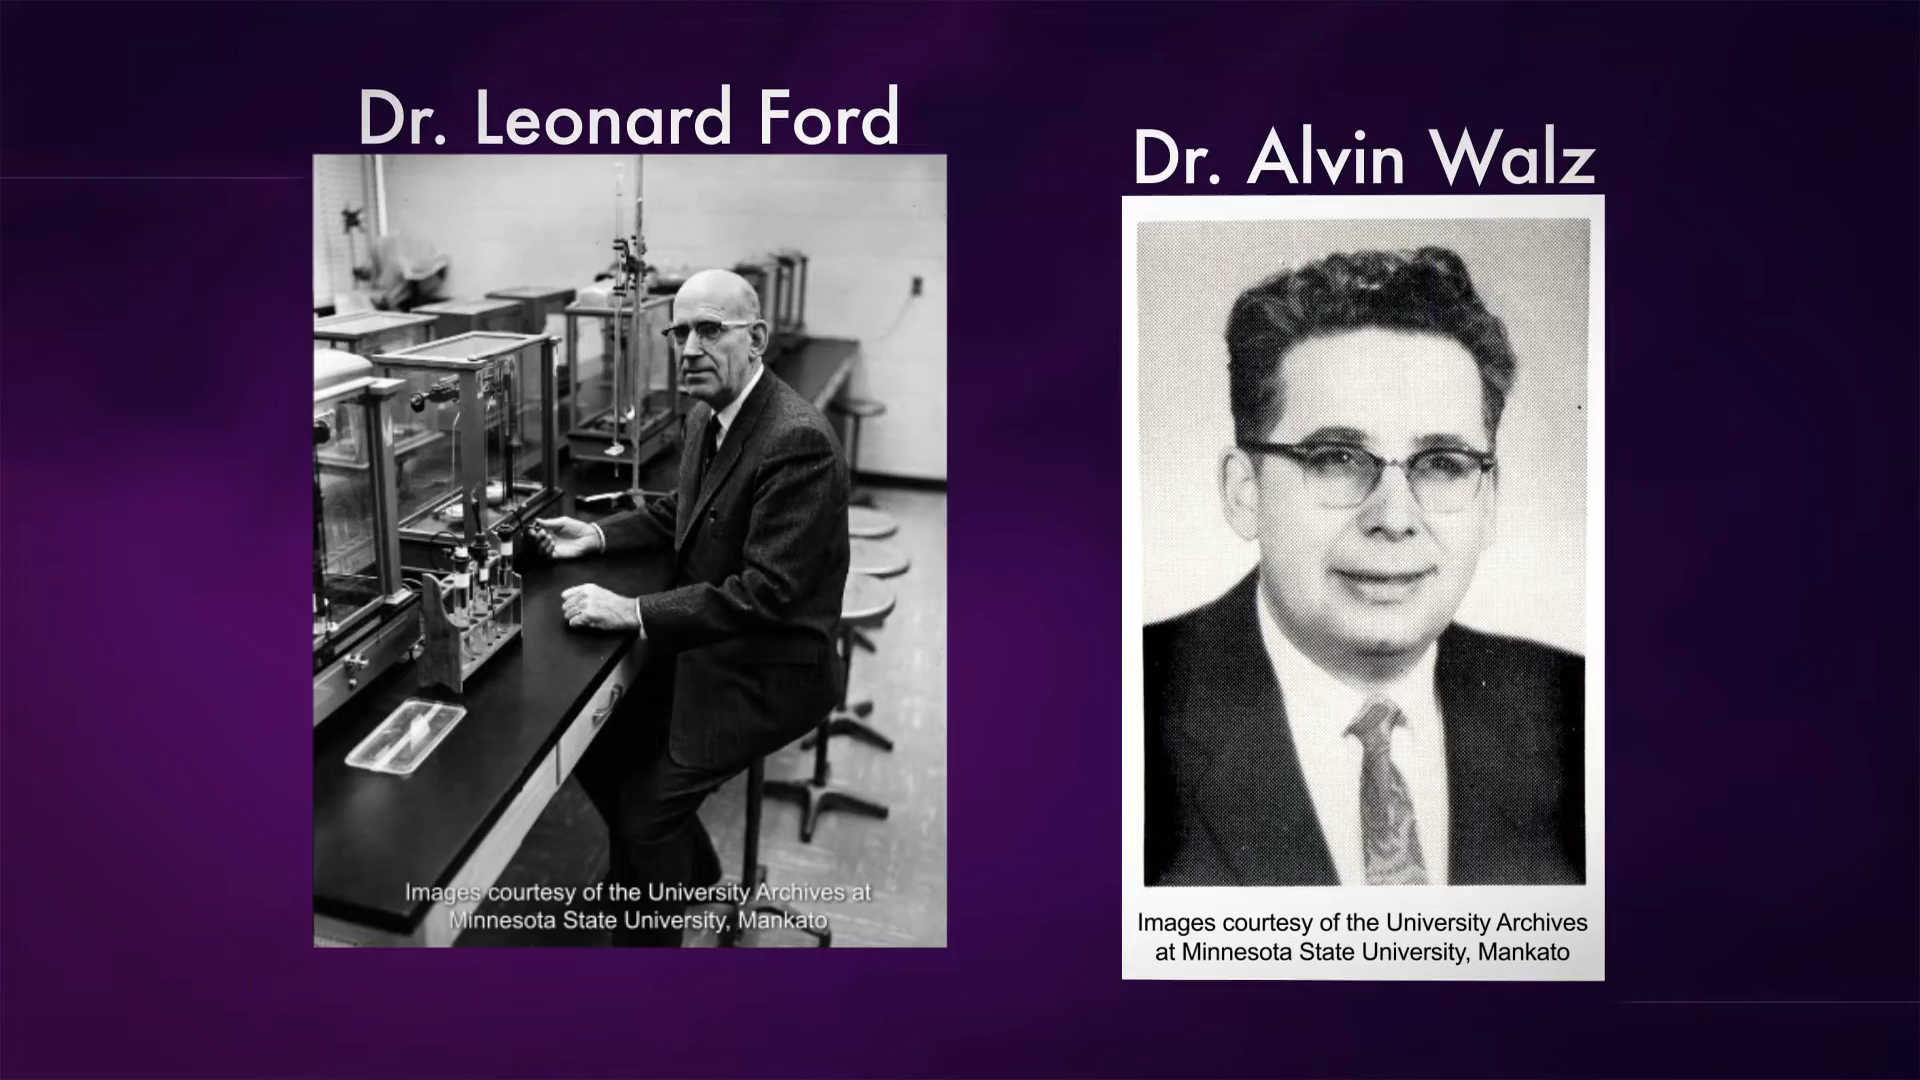 Dr. Leonard Ford
Dr. Alvin Walz
Images courtesy of the University Archives at
Minnesota State University, Mankato
Images courtesy of the University Archives
at Minnesota State University, Mankato